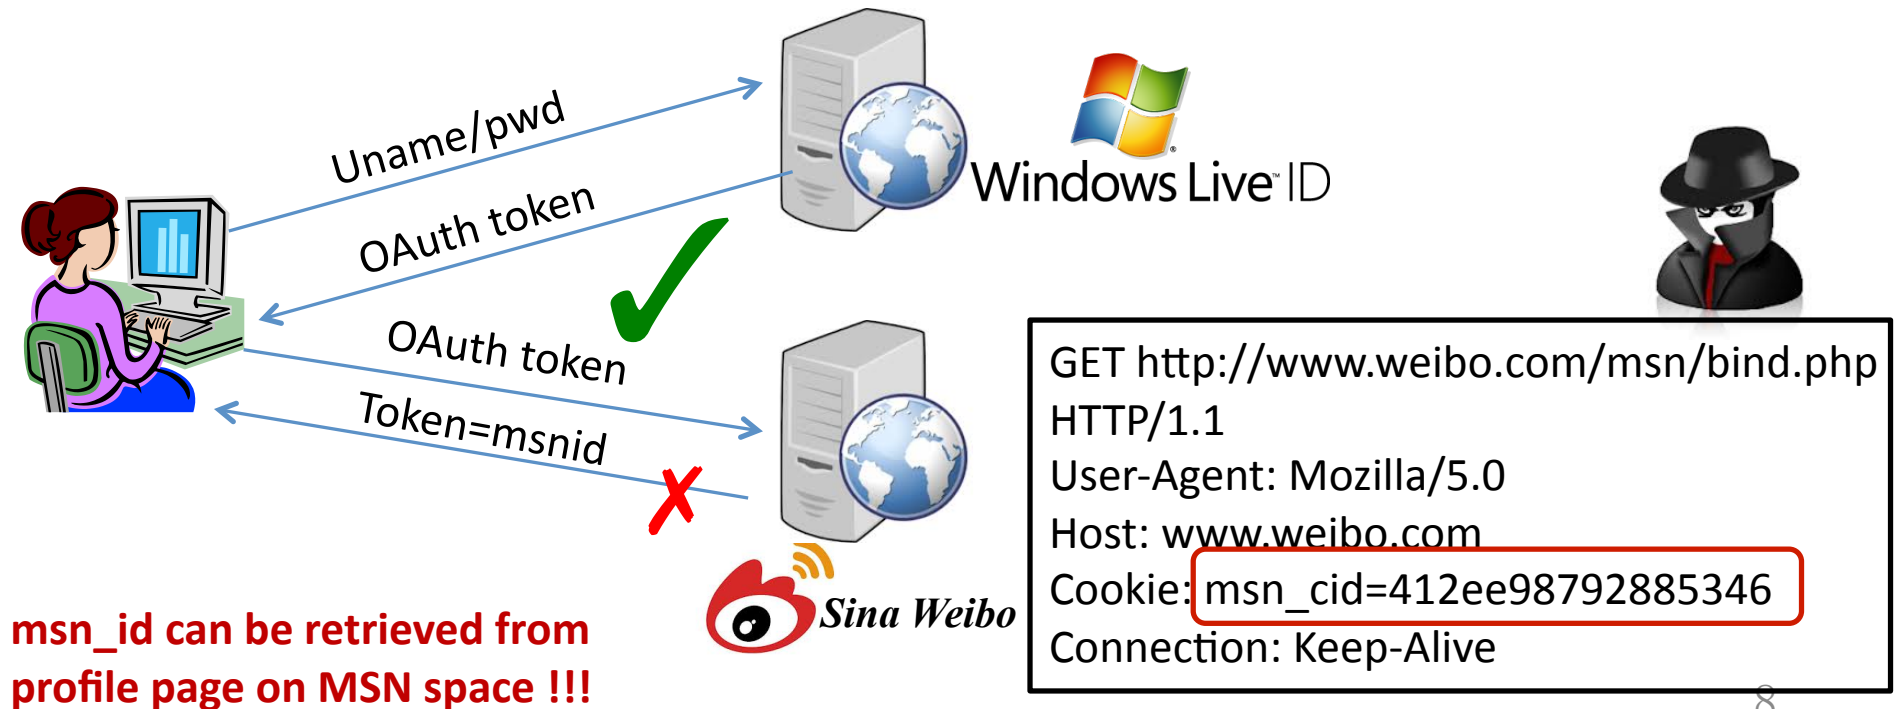 Uname/pwd
OAuth token
Windows Live™ ID
OAuth token
Token=msnid
Sina Weibo
GET http://www.weibo.com/msn/bind.php
HTTP/1.1
User-Agent: Mozilla/5.0
Host: www.weibo.com
Cookie: msn_cid=412ee98792885346
Connection: Keep-Alive
msn_id can be retrieved from
profile page on MSN space !!!
8